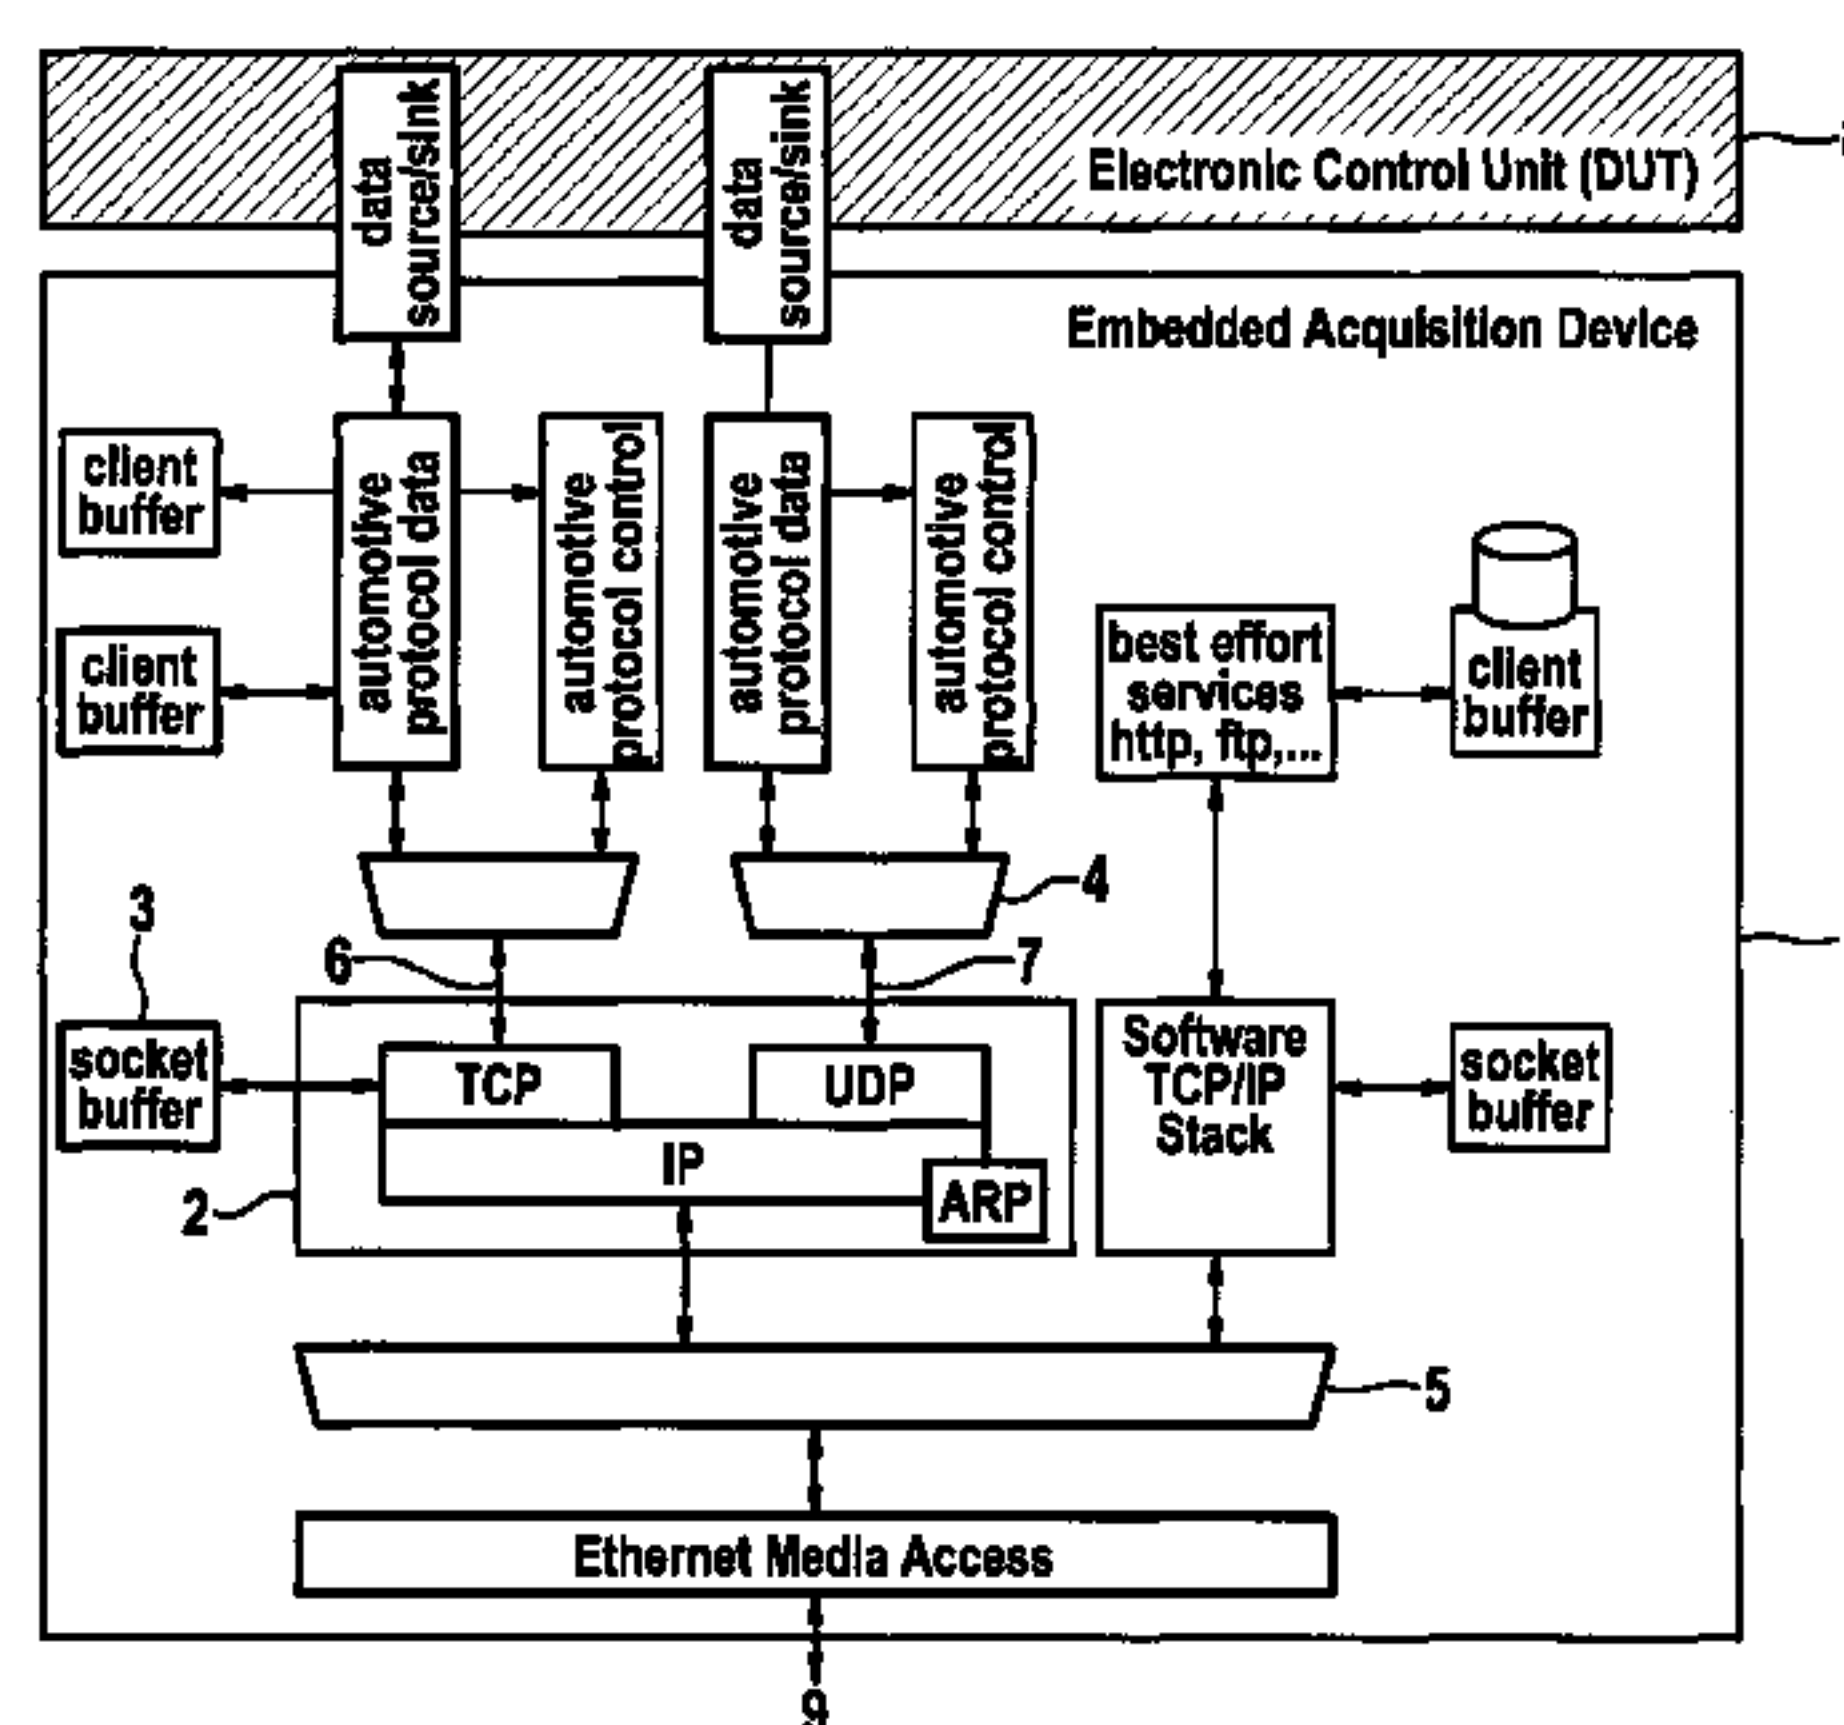 data
source/sink
data
source/sink
Electronic Control Unit (DUT)
Embedded Acquisition Device
client
buffer
automotive
protocol data
automotive
protocol control
automotive
protocol data
automotive
protocol control
client
buffer
best effort
services
http, ftp,...
client
buffer
4
3
6
7
socket
buffer
TCP
UDP
Software
TCP/IP
Stack
socket
buffer
IP
ARP
2
5
Ethernet Media Access
9